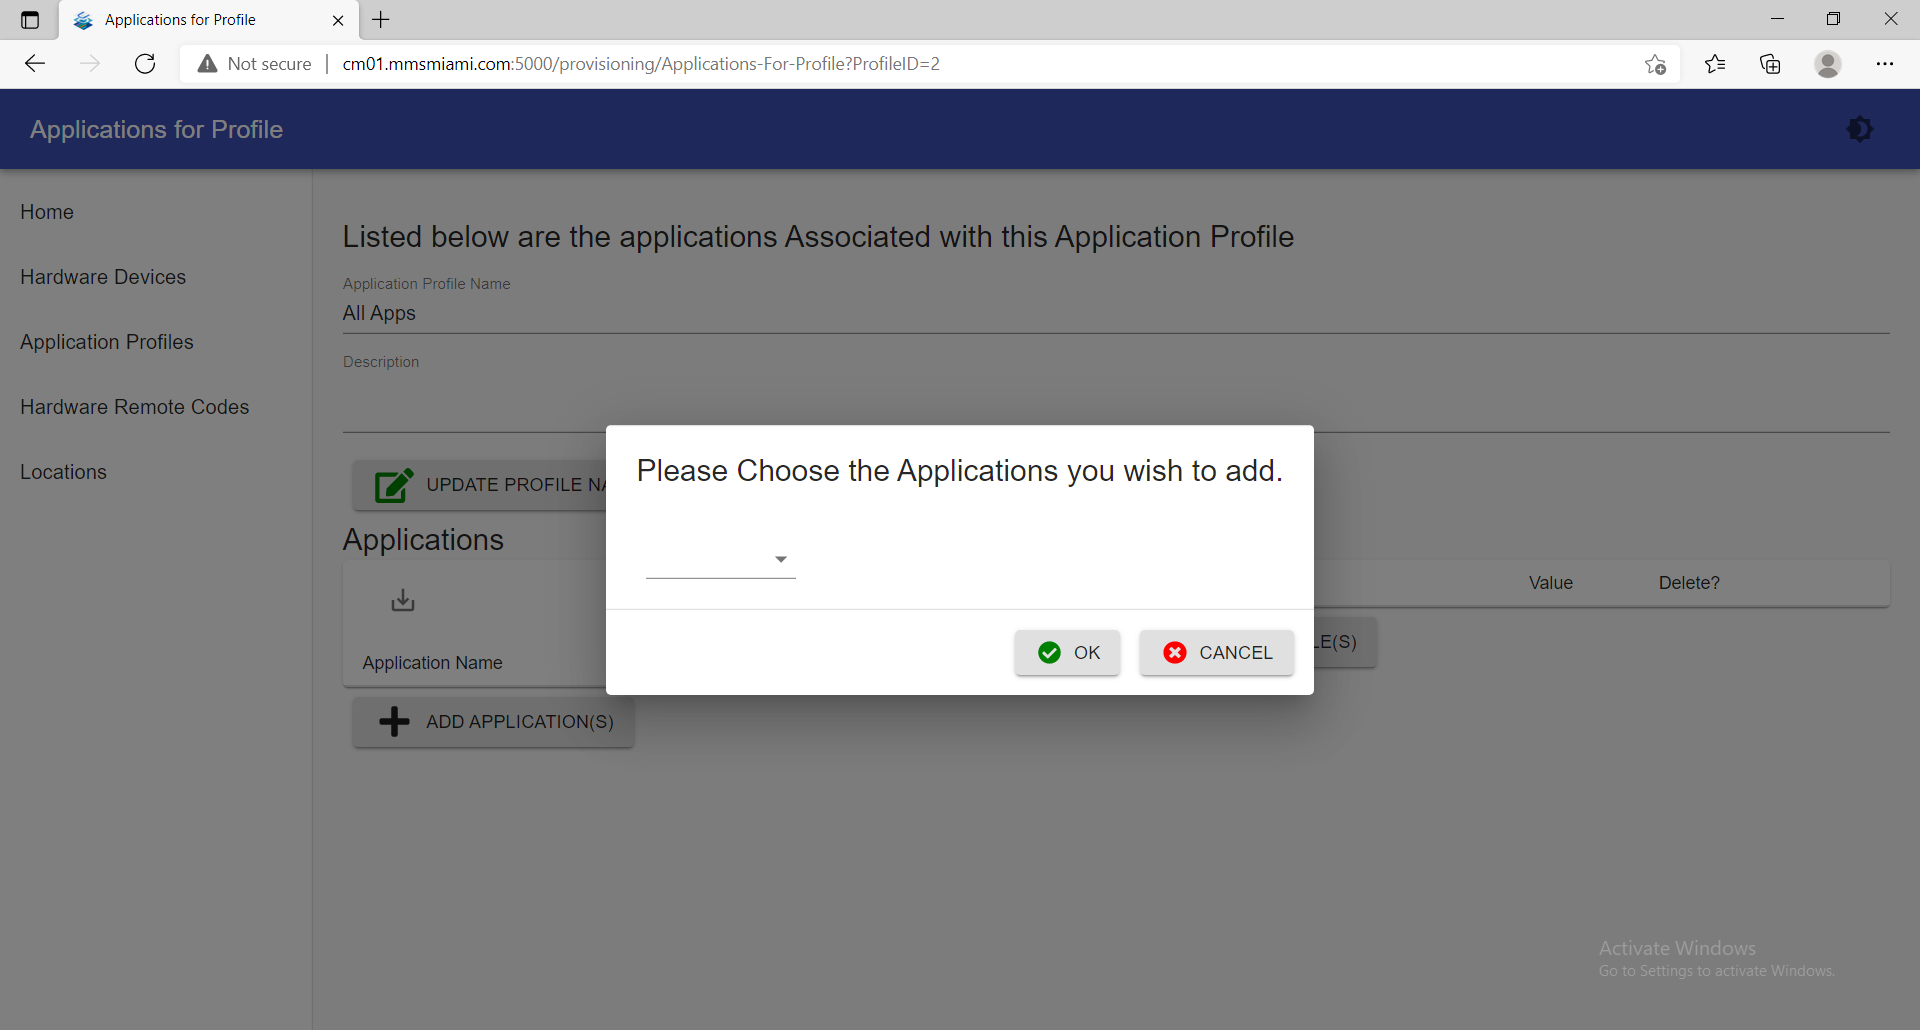 Applications for Profile
Not secure
cm01.mmsmiami.com:5000/provisioning/Applications-For-Profile?ProfileID=2
Applications for Profile
Home
Hardware Devices
Application Profiles
Hardware Remote Codes
Locations
Listed below are the applications Associated with this Application Profile
Application Profile Name
All Apps
Description
UPDATE PROFILE
Please Choose the Applications you wish to add.
OK
CANCEL
Applications
Application Name
Value
Delete?
LE(S)
ADD APPLICATION(S)
Activate Windows
Go to Settings to activate Windows.